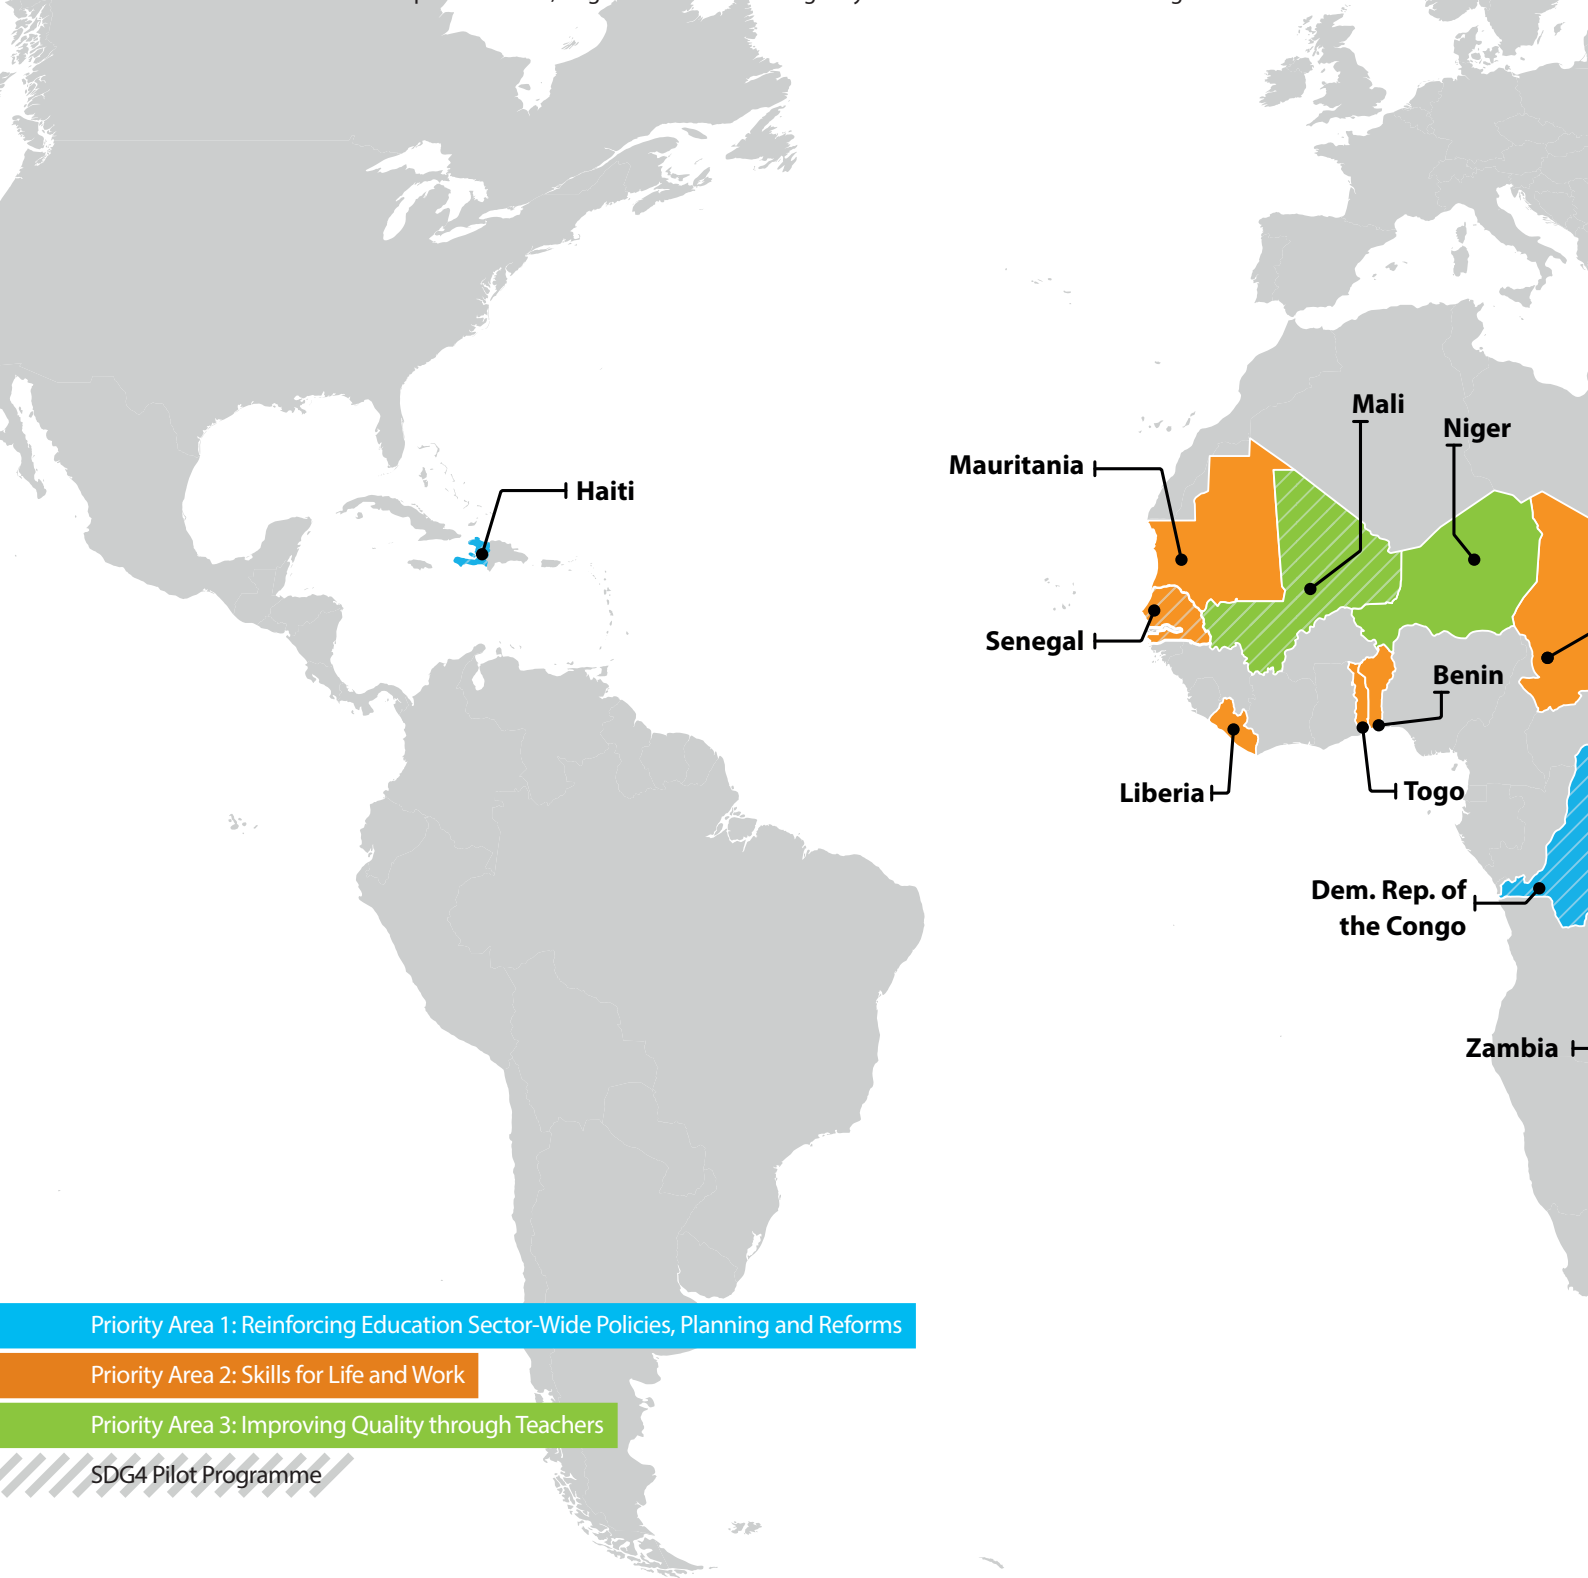 Mali
Niger
Mauritania
Haiti
Senegal
Benin
Liberia
Togo
Dem. Rep. of
the Congo
Zambia
Priority Area 1: Reinforcing Education Sector-Wide Policies, Planning and Reforms
Priority Area 2: Skills for Life and Work
Priority Area 3: Improving Quality through Teachers
SDG4 Pilot Programme